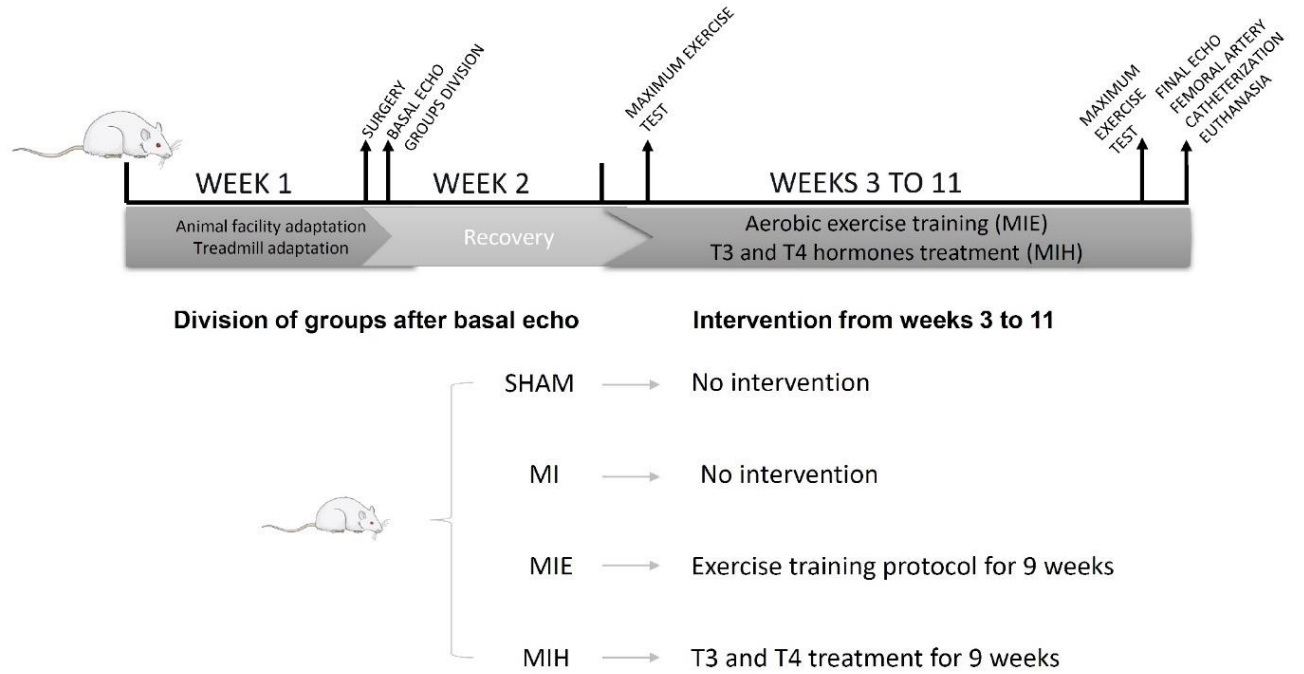 SURGERY
BASAL ECHO
GROUPS DIVISION
MAXIMUM EXERCISE
TEST
MAXIMUM
EXERCISE
TEST
FINAL ECHO
FEMORAL ARTERY
CATHETERIZATION
EUTHANASIA
WEEK 1
WEEK 2
WEEKS 3 TO 11
Animal facility adaptation
Treadmill adaptation
Recovery
Aerobic exercise training (MIE)
T3 and T4 hormones treatment (MIH)
Division of groups after basal echo
Intervention from weeks 3 to 11
SHAM
No intervention
MI
No intervention
MIE
Exercise training protocol for 9 weeks
MIH
T3 and T4 treatment for 9 weeks